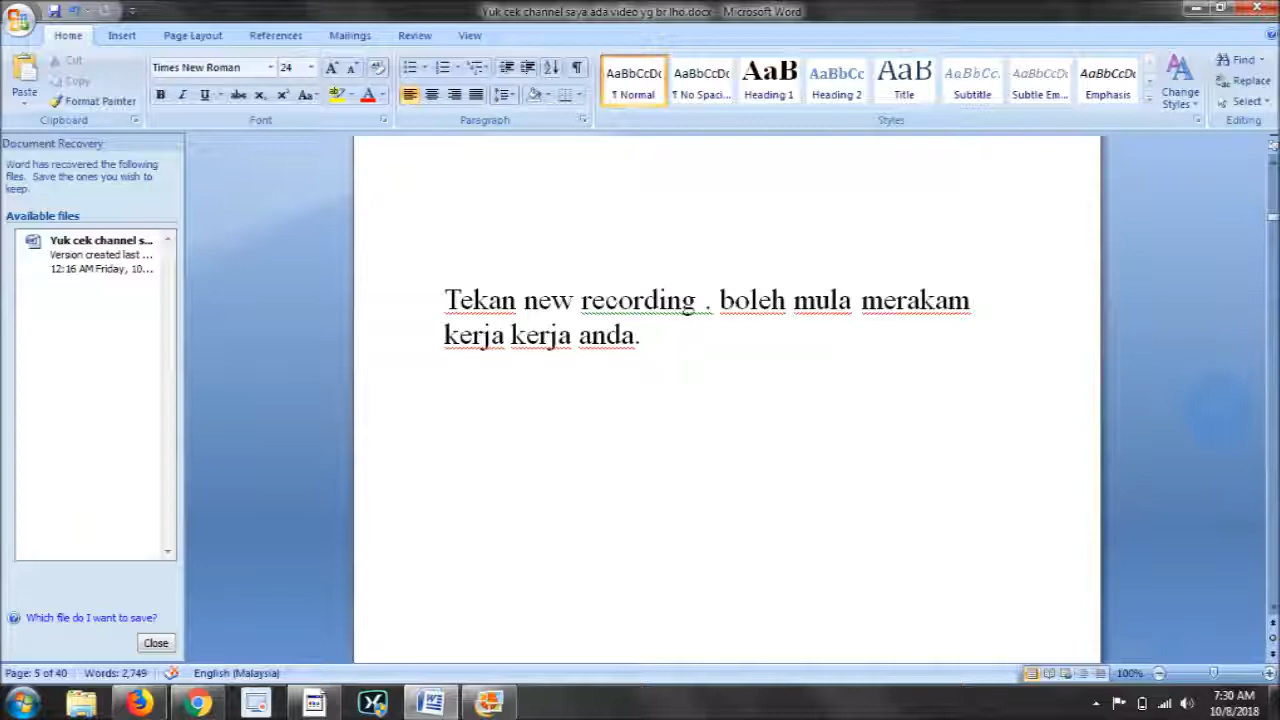 Yuk cek channel saya ada video yg br lho.docx - Microsoft Word
Home Insert Page Layout References Mailings Review View
Cut
Copy
Paste
Format Painter
Clipboard
Times New Roman 24
Font
Paragraph
AaBbCcDc AaBbCcDc AaB AaBbCc AaB AaBbCc. AaBbCcDc AaBbCcDc
¶ Normal ¶ No Spaci... Heading 1 Heading 2 Title Subtitle Subtle Em... Emphasis
Change
Styles
Styles
Find
Replace
Select
Editing
Document Recovery
Word has recovered the following
files. Save the ones you wish to
keep.
Available files
Yuk cek channel s...
Version created last ...
12:16 AM Friday, 10...
Which file do I want to save?
Close
Tekan new recording . boleh mula merakam
kerja kerja anda.
Page: 5 of 40 Words: 2,749 English (Malaysia) 100%
7:30 AM
10/8/2018